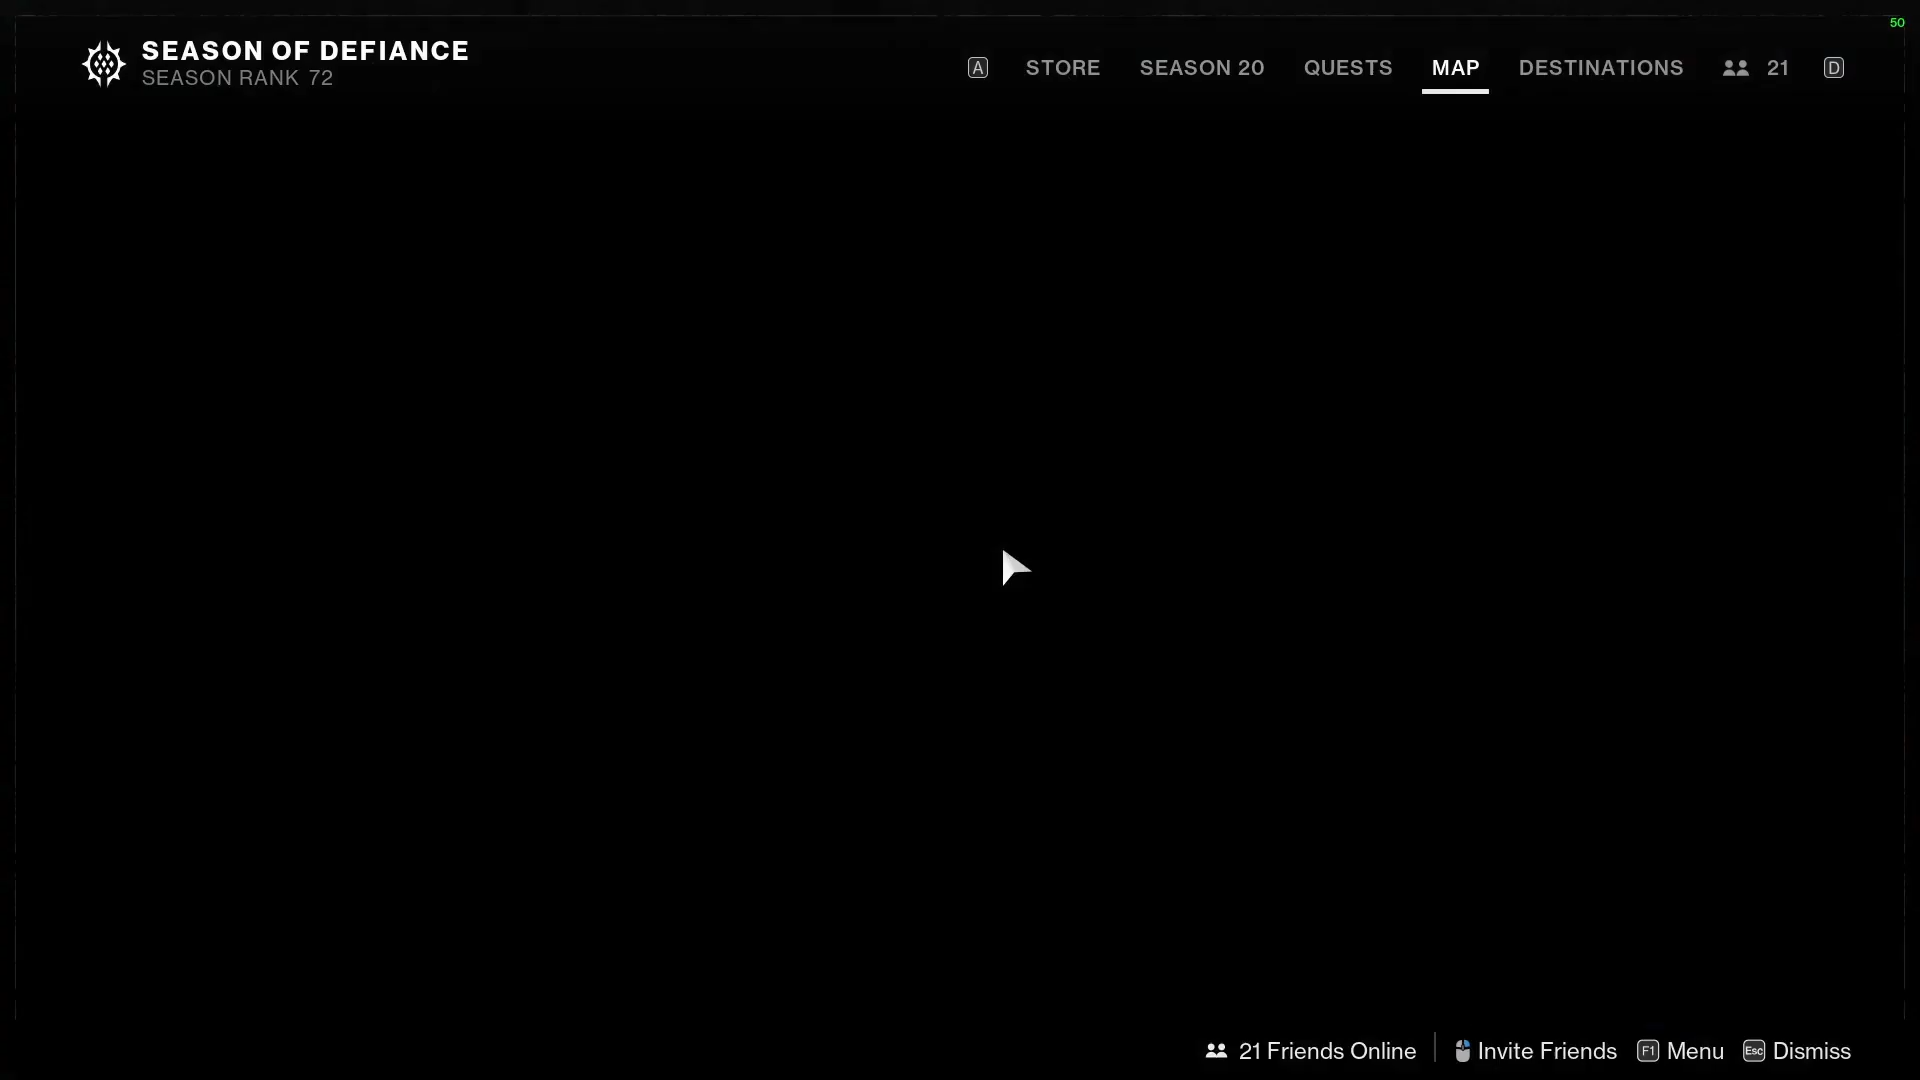 50
SEASON OF DEFIANCE
SEASON RANK 72
A STORE SEASON 20 QUESTS MAP DESTINATIONS 21 D
21 Friends Online Invite Friends F1 Menu Esc Dismiss